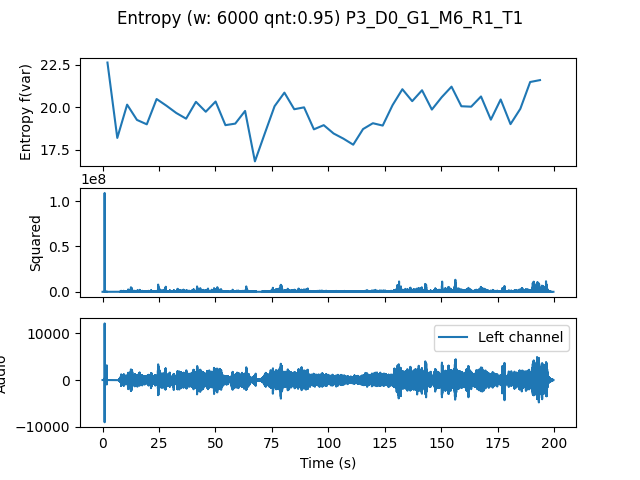 Entropy (w: 6000 qnt:0.95) P3_D0_G1_M6_R1_T1
Entropy f(var)
22.5
20.0
17.5
1e8
Squared
1.0
0.5
0.0
Audio
10000
0
−10000
Left channel
0 25 50 75 100 125 150 175 200
Time (s)